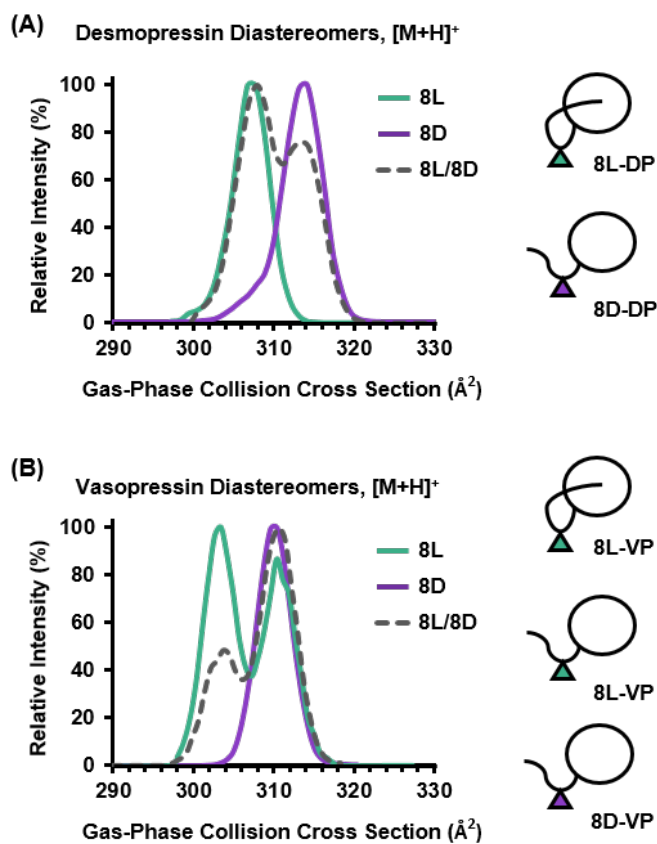 (A)
Desmopressin Diastereomers, [M+H]⁺
Relative Intensity (%)
100
80
60
40
20
0
290 300 310 320 330
Gas-Phase Collision Cross Section (Å²)
8L
8D
8L/8D
8L-DP
8D-DP
(B)
Vasopressin Diastereomers, [M+H]⁺
Relative Intensity (%)
100
80
60
40
20
0
290 300 310 320 330
Gas-Phase Collision Cross Section (Å²)
8L
8D
8L/8D
8L-VP
8L-VP
8D-VP